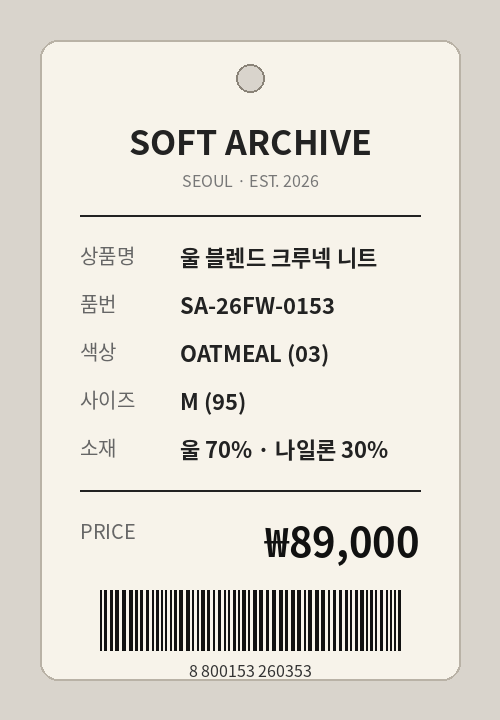 SOFT ARCHIVE
SEOUL · EST. 2026
상품명 울 블렌드 크루넥 니트
품번 SA-26FW-0153
색상 OATMEAL (03)
사이즈 M (95)
소재 울 70% · 나일론 30%
PRICE ₩89,000
8 800153 260353